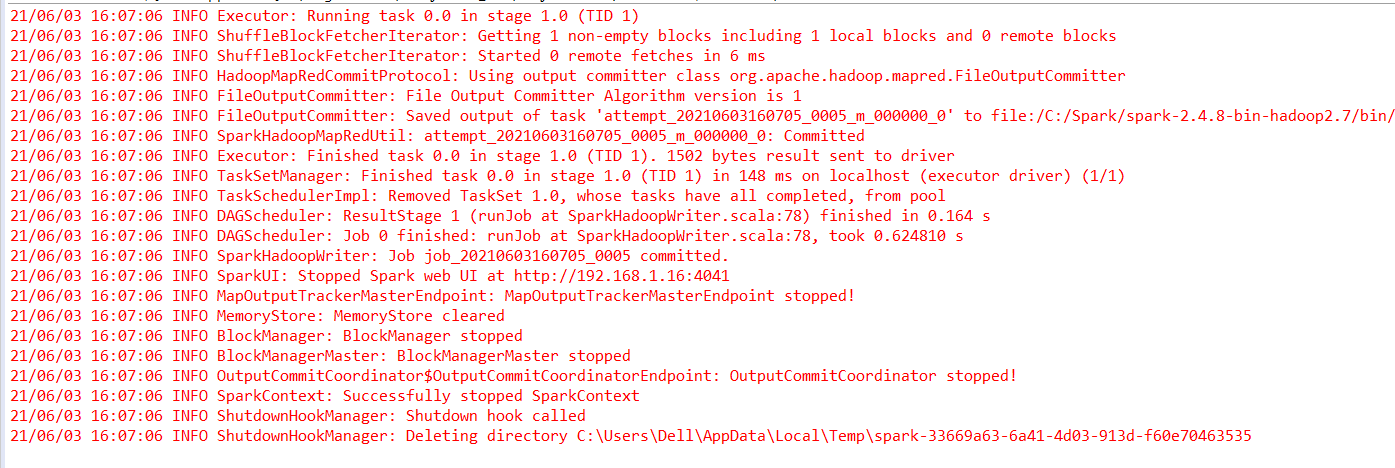 21/06/03 16:07:06 INFO Executor: Running task 0.0 in stage 1.0 (TID 1)
21/06/03 16:07:06 INFO ShuffleBlockFetcherIterator: Getting 1 non-empty blocks including 1 local blocks and 0 remote blocks
21/06/03 16:07:06 INFO ShuffleBlockFetcherIterator: Started 0 remote fetches in 6 ms
21/06/03 16:07:06 INFO HadoopMapRedCommitProtocol: Using output committer class org.apache.hadoop.mapred.FileOutputCommitter
21/06/03 16:07:06 INFO FileOutputCommitter: File Output Committer Algorithm version is 1
21/06/03 16:07:06 INFO FileOutputCommitter: Saved output of task 'attempt_20210603160705_0005_m_000000_0' to file:/C:/Spark/spark-2.4.8-bin-hadoop2.7/bin/
21/06/03 16:07:06 INFO SparkHadoopMapRedUtil: attempt_20210603160705_0005_m_000000_0: Committed
21/06/03 16:07:06 INFO Executor: Finished task 0.0 in stage 1.0 (TID 1). 1502 bytes result sent to driver
21/06/03 16:07:06 INFO TaskSetManager: Finished task 0.0 in stage 1.0 (TID 1) in 148 ms on localhost (executor driver) (1/1)
21/06/03 16:07:06 INFO TaskSchedulerImpl: Removed TaskSet 1.0, whose tasks have all completed, from pool
21/06/03 16:07:06 INFO DAGScheduler: ResultStage 1 (runJob at SparkHadoopWriter.scala:78) finished in 0.164 s
21/06/03 16:07:06 INFO DAGScheduler: Job 0 finished: runJob at SparkHadoopWriter.scala:78, took 0.624810 s
21/06/03 16:07:06 INFO SparkHadoopWriter: Job job_20210603160705_0005 committed.
21/06/03 16:07:06 INFO SparkUI: Stopped Spark web UI at http://192.168.1.16:4041
21/06/03 16:07:06 INFO MapOutputTrackerMasterEndpoint: MapOutputTrackerMasterEndpoint stopped!
21/06/03 16:07:06 INFO MemoryStore: MemoryStore cleared
21/06/03 16:07:06 INFO BlockManager: BlockManager stopped
21/06/03 16:07:06 INFO BlockManagerMaster: BlockManagerMaster stopped
21/06/03 16:07:06 INFO OutputCommitCoordinator$OutputCommitCoordinatorEndpoint: OutputCommitCoordinator stopped!
21/06/03 16:07:06 INFO SparkContext: Successfully stopped SparkContext
21/06/03 16:07:06 INFO ShutdownHookManager: Shutdown hook called
21/06/03 16:07:06 INFO ShutdownHookManager: Deleting directory C:\Users\Dell\AppData\Local\Temp\spark-33669a63-6a41-4d03-913d-f60e70463535